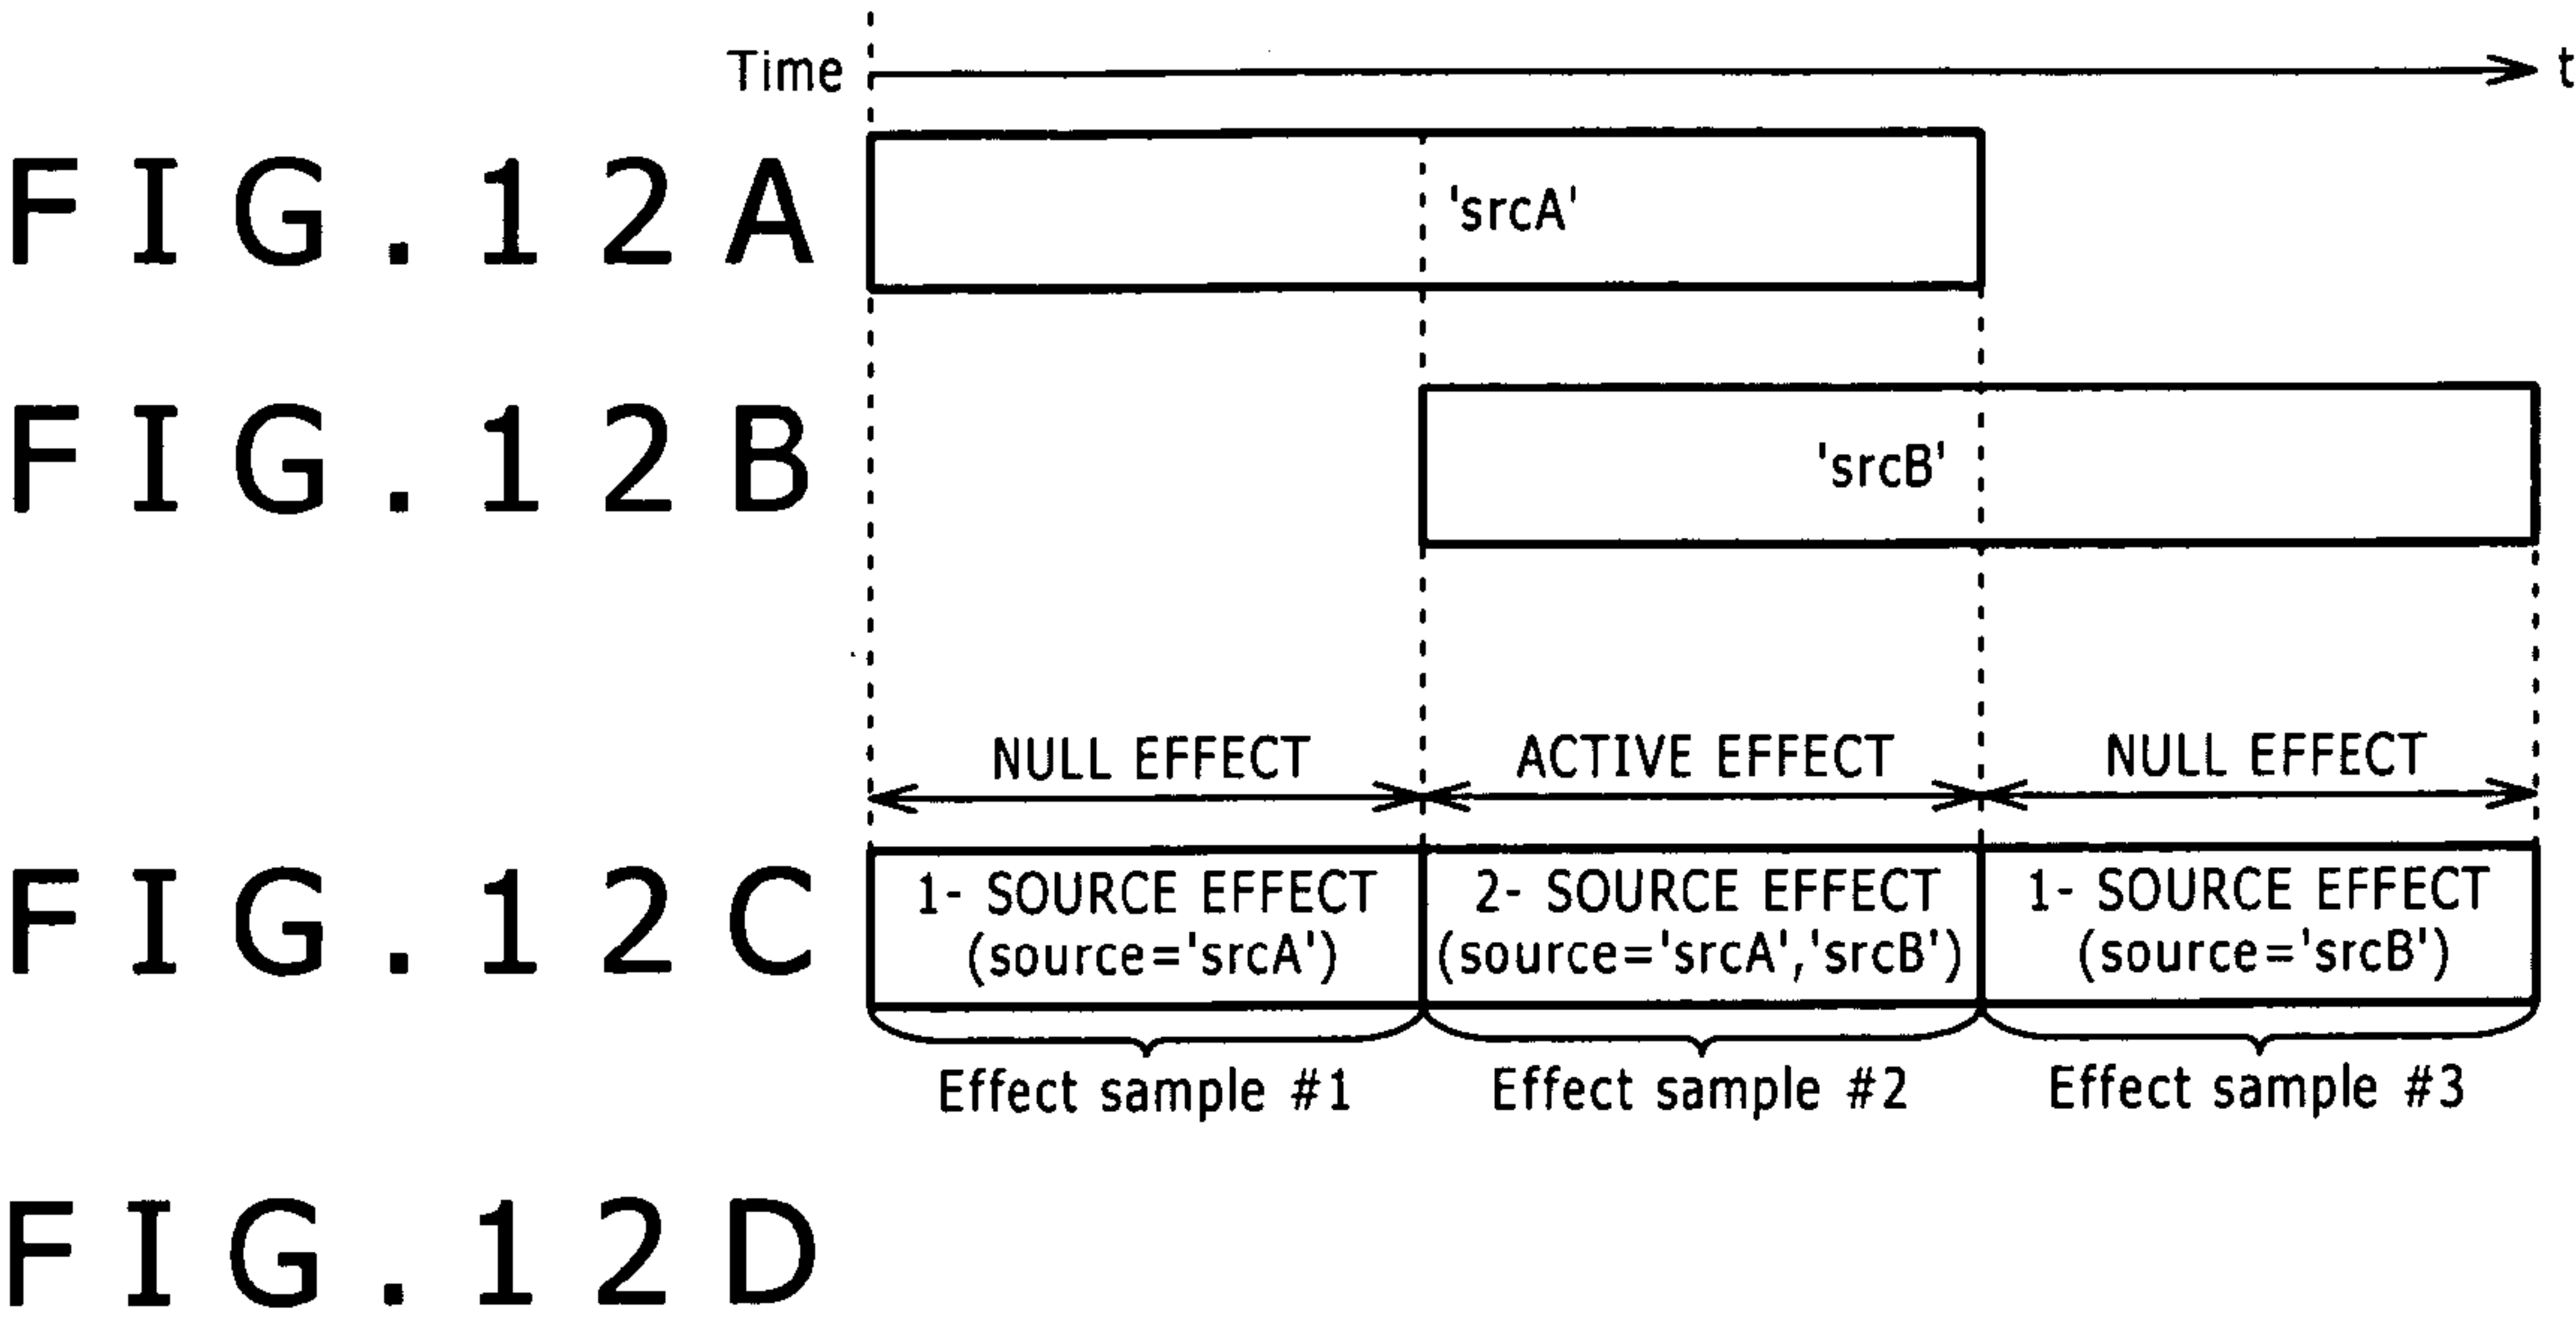 Time t
FIG.12A
'srcA'
FIG.12B
'srcB'
NULL EFFECT ACTIVE EFFECT NULL EFFECT
FIG.12C
1- SOURCE EFFECT 2- SOURCE EFFECT 1- SOURCE EFFECT
(source='srcA') (source='srcA','srcB') (source='srcB')
Effect sample #1 Effect sample #2 Effect sample #3
FIG.12D